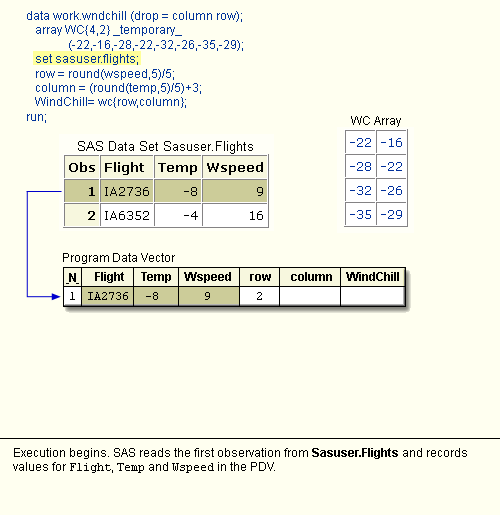 data work.wndchill (drop = column row);
array WC{4,2} _temporary_
(-22,-16,-28,-22,-32,-26,-35,-29);
set sasuser.flights;
row = round(wspeed,5)/5;
column = (round(temp,5)/5)+3;
WindChill= wc{row,column};
run;
WC Array
-22 -16
-28 -22
-32 -26
-35 -29
SAS Data Set Sasuser.Flights
Obs Flight Temp Wspeed
1 IA2736 -8 9
2 IA6352 -4 16
Program Data Vector
_N_ Flight Temp Wspeed row column WindChill
1 IA2736 -8 9 2
Execution begins. SAS reads the first observation from Sasuser.Flights and records
values for Flight, Temp and Wspeed in the PDV.